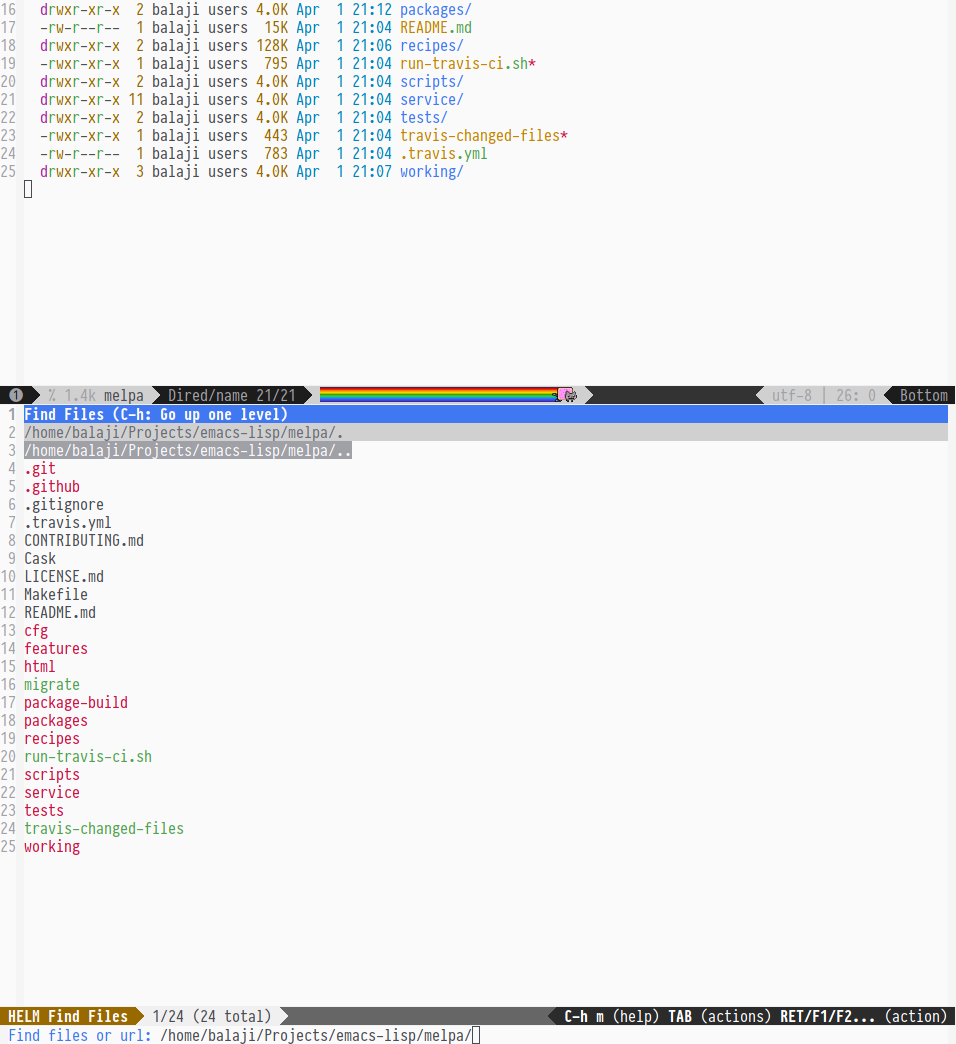 16 drwxr-xr-x 2 balaji users 4.0K Apr 1 21:12 packages/
17 -rw-r--r-- 1 balaji users 15K Apr 1 21:04 README.md
18 drwxr-xr-x 2 balaji users 128K Apr 1 21:06 recipes/
19 -rwxr-xr-x 1 balaji users 795 Apr 1 21:04 run-travis-ci.sh*
20 drwxr-xr-x 2 balaji users 4.0K Apr 1 21:04 scripts/
21 drwxr-xr-x 11 balaji users 4.0K Apr 1 21:04 service/
22 drwxr-xr-x 2 balaji users 4.0K Apr 1 21:04 tests/
23 -rwxr-xr-x 1 balaji users 443 Apr 1 21:04 travis-changed-files*
24 -rw-r--r-- 1 balaji users 783 Apr 1 21:04 .travis.yml
25 drwxr-xr-x 3 balaji users 4.0K Apr 1 21:07 working/
❶ % 1.4k melpa Dired/name 21/21 utf-8 | 26: 0 Bottom
1 Find Files (C-h: Go up one level)
2 /home/balaji/Projects/emacs-lisp/melpa/.
3 /home/balaji/Projects/emacs-lisp/melpa/..
4 .git
5 .github
6 .gitignore
7 .travis.yml
8 CONTRIBUTING.md
9 Cask
10 LICENSE.md
11 Makefile
12 README.md
13 cfg
14 features
15 html
16 migrate
17 package-build
18 packages
19 recipes
20 run-travis-ci.sh
21 scripts
22 service
23 tests
24 travis-changed-files
25 working
HELM Find Files 1/24 (24 total) C-h m (help) TAB (actions) RET/F1/F2... (action)
Find files or url: /home/balaji/Projects/emacs-lisp/melpa/